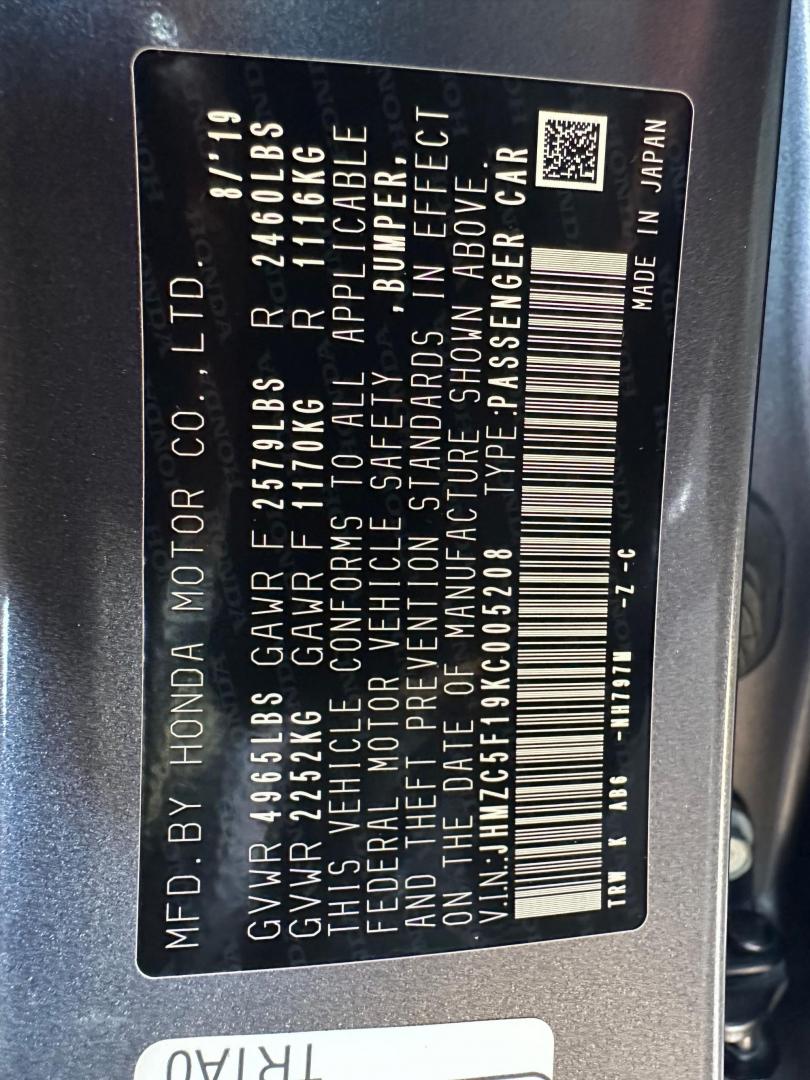 MFD.BY HONDA MOTOR CO.,LTD. 8/'19
GVWR 4965LBS GAWR F 2579LBS R 2460LBS
GVWR 2252KG GAWR F 1170KG R 1116KG
THIS VEHICLE CONFORMS TO ALL APPLICABLE
FEDERAL MOTOR VEHICLE SAFETY ,BUMPER,
AND THEFT PREVENTION STANDARDS IN EFFECT
ON THE DATE OF MANUFACTURE SHOWN ABOVE.
V.I.N.:JHMZC5F19KC005208 TYPE:PASSENGER CAR
TRW K ABG -NH797M -Z -C MADE IN JAPAN
TRIAO